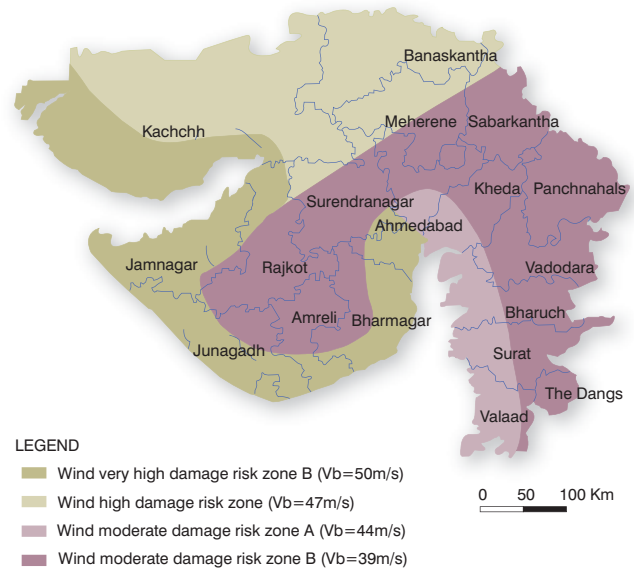 Banaskantha
Kachchh
Meherene
Sabarkantha
Kheda
Panchnahals
Surendranagar
Ahmedabad
Jamnagar
Rajkot
Vadodara
Amreli
Bharmagar
Bharuch
Junagadh
Surat
The Dangs
Valaad
LEGEND
Wind very high damage risk zone B (Vb=50m/s)
Wind high damage risk zone (Vb=47m/s)
Wind moderate damage risk zone A (Vb=44m/s)
Wind moderate damage risk zone B (Vb=39m/s)
0 50 100 Km